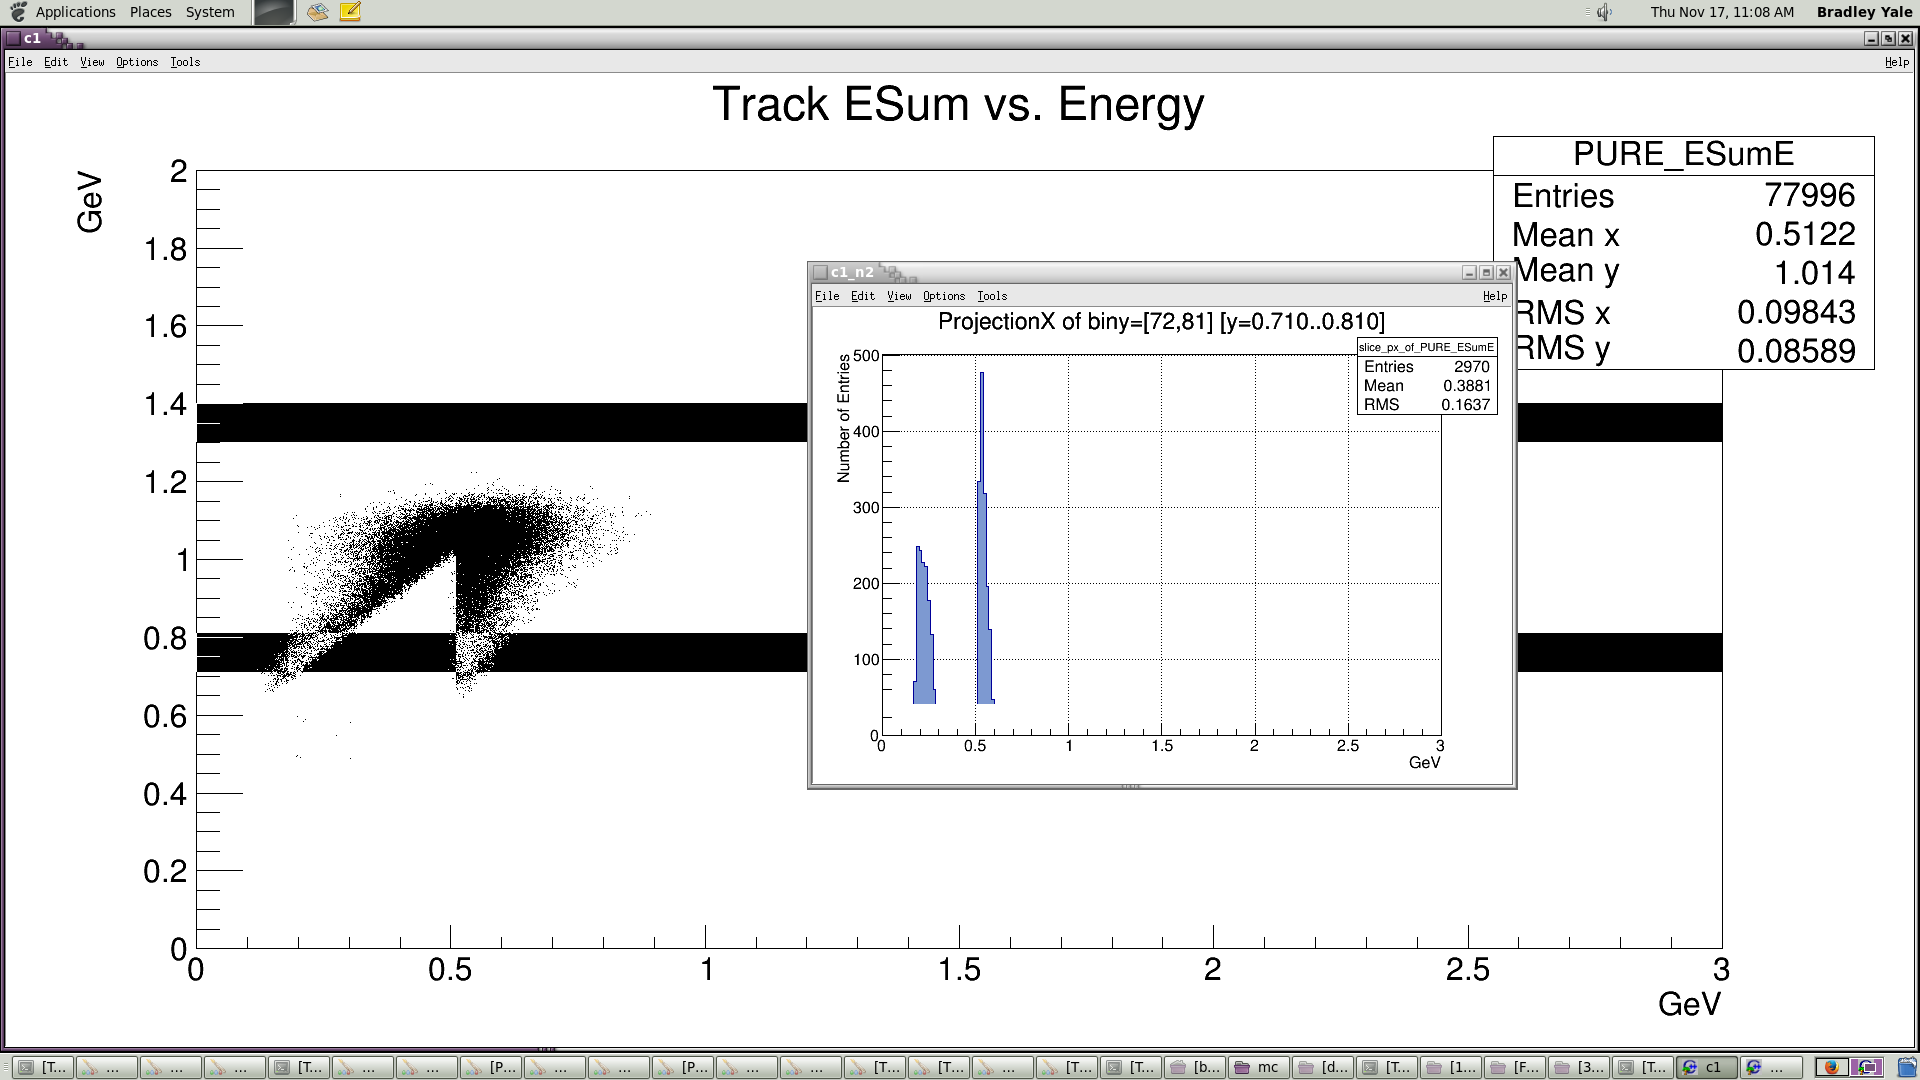 Applications Places System
Thu Nov 17, 11:08 AM Bradley Yale
c1
File Edit View Options Tools Help
Track ESum vs. Energy
GeV
2
1.8
1.6
1.4
1.2
1
0.8
0.6
0.4
0.2
0
0 0.5 1 1.5 2 2.5 3
GeV
PURE_ESumE
Entries 77996
Mean x 0.5122
Mean y 1.014
RMS x 0.09843
RMS y 0.08589
c1_n2
File Edit View Options Tools Help
ProjectionX of biny=[72,81] [y=0.710..0.810]
Number of Entries
slice_px_of_PURE_ESumE
Entries 2970
Mean 0.3881
RMS 0.1637
500
400
300
200
100
0
0 0.5 1 1.5 2 2.5 3
GeV
[T... ... ... ... [T... ... ... [P... ... ... [P... ... ... [T... [T... ... [T... [T... [b... mc [d... [T... [1... [F... [3... [T... c1 ...